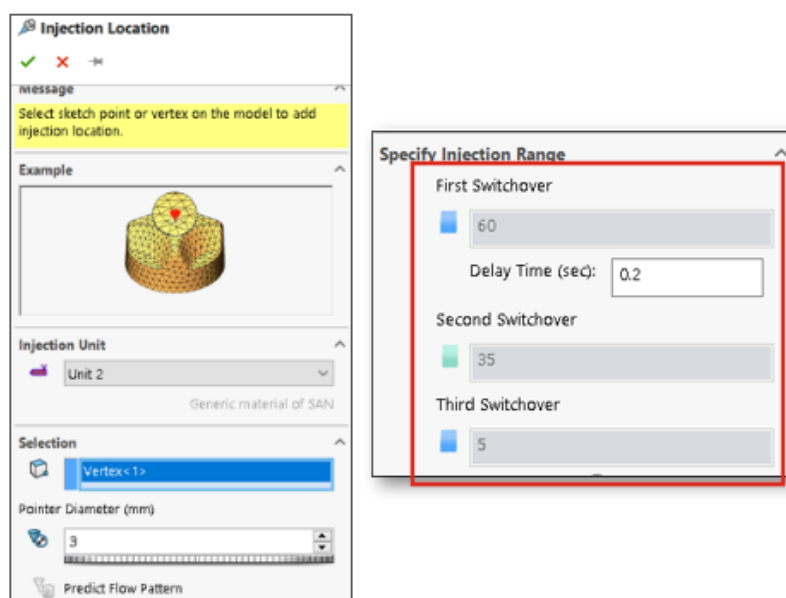 Injection Location
Message
Select sketch point or vertex on the model to add
injection location.
Example
Injection Unit
Unit 2
Generic material of SAN
Selection
Vertex<1>
Pointer Diameter (mm)
3
Predict Flow Pattern
Specify Injection Range
First Switchover
60
Delay Time (sec): 0.2
Second Switchover
35
Third Switchover
5